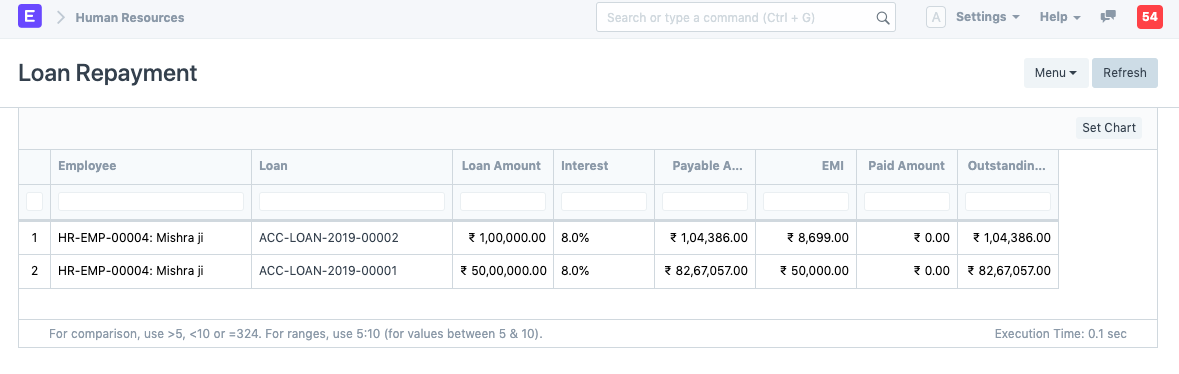 E Human Resources Search or type a command (Ctrl + G) A Settings Help 54
Loan Repayment Menu Refresh
Set Chart
Employee Loan Loan Amount Interest Payable A... EMI Paid Amount Outstandin...
1 HR-EMP-00004: Mishra ji ACC-LOAN-2019-00002 ₹ 1,00,000.00 8.0% ₹ 1,04,386.00 ₹ 8,699.00 ₹ 0.00 ₹ 1,04,386.00
2 HR-EMP-00004: Mishra ji ACC-LOAN-2019-00001 ₹ 50,00,000.00 8.0% ₹ 82,67,057.00 ₹ 50,000.00 ₹ 0.00 ₹ 82,67,057.00
For comparison, use >5, <10 or =324. For ranges, use 5:10 (for values between 5 & 10). Execution Time: 0.1 sec